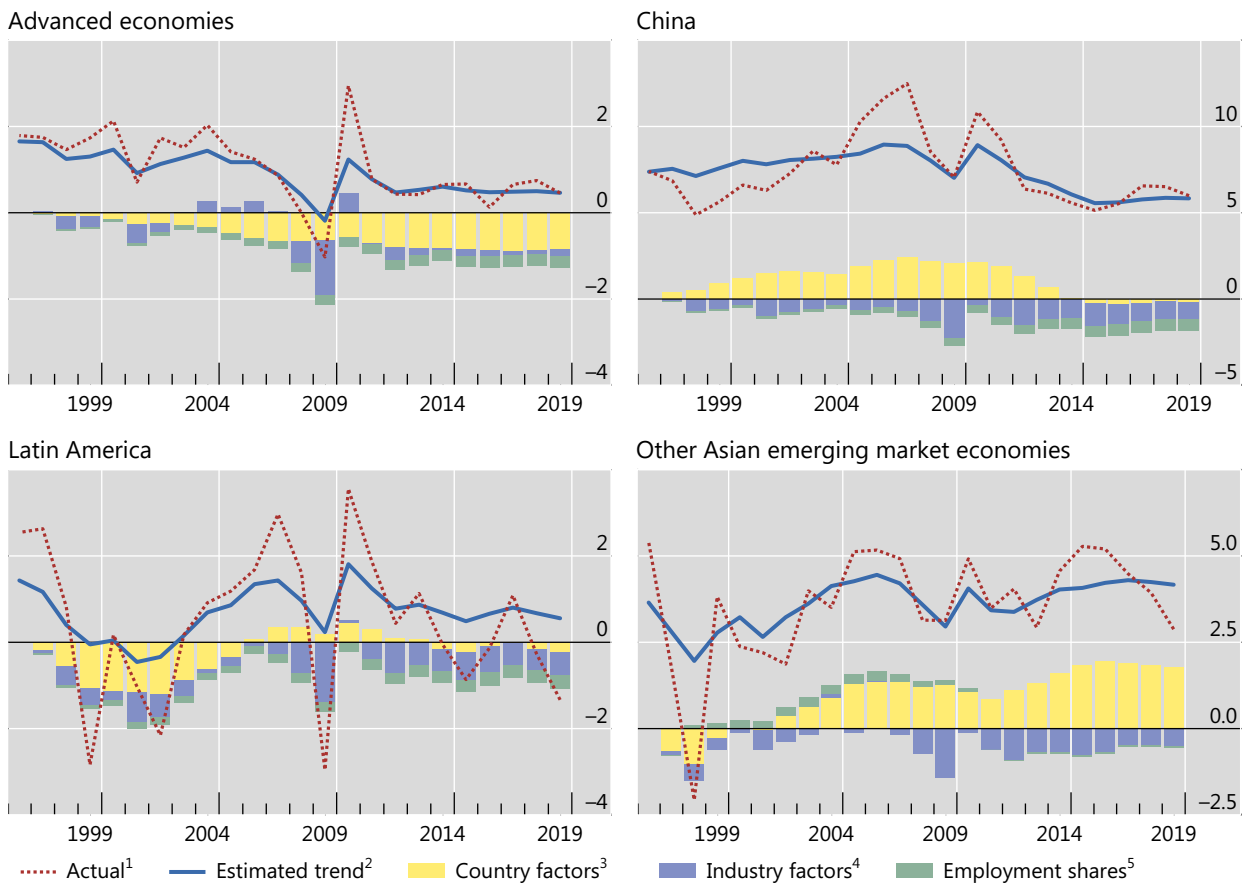 Advanced economies
2
0
–2
–4
1999 2004 2009 2014 2019
China
10
5
0
–5
1999 2004 2009 2014 2019
Latin America
2
0
–2
–4
1999 2004 2009 2014 2019
Other Asian emerging market economies
5.0
2.5
0.0
–2.5
1999 2004 2009 2014 2019
Actual¹ Estimated trend² Country factors³ Industry factors⁴ Employment shares⁵